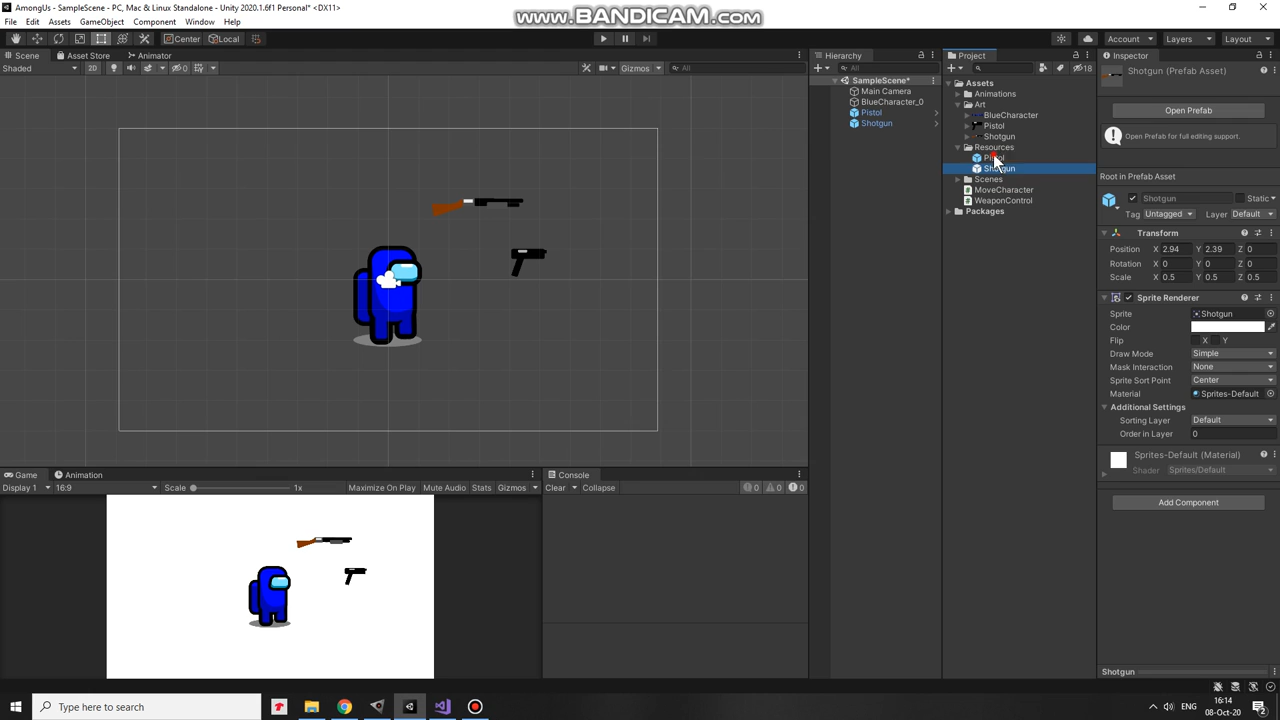 AmongUs - SampleScene - PC, Mac & Linux Standalone - Unity 2020.1.6f1 Personal* <DX11>
www.BANDICAM.com
File Edit Assets GameObject Component Window Help
Center Local Account Layers Layout
Scene Asset Store Animator
Shaded 2D 0 Gizmos All
Hierarchy
All
SampleScene*
Main Camera
BlueCharacter_0
Pistol
Shotgun
Project
18
Assets
Animations
Art
BlueCharacter
Pistol
Shotgun
Resources
Pistol
Shotgun
Scenes
MoveCharacter
WeaponControl
Packages
Inspector
Shotgun (Prefab Asset)
Open Prefab
Open Prefab for full editing support.
Root in Prefab Asset
Shotgun Static
Tag Untagged Layer Default
Transform
Position X 2.94 Y 2.39 Z 0
Rotation X 0 Y 0 Z 0
Scale X 0.5 Y 0.5 Z 0.5
Sprite Renderer
Sprite Shotgun
Color
Flip X Y
Draw Mode Simple
Mask Interaction None
Sprite Sort Point Center
Material Sprites-Default
Additional Settings
Sorting Layer Default
Order in Layer 0
Sprites-Default (Material)
Shader Sprites/Default
Add Component
Shotgun
Game Animation
Display 1 16:9 Scale 1x Maximize On Play Mute Audio Stats Gizmos
Console
Clear Collapse 0 0 0
Type here to search
ENG
16:14
08-Oct-20
2